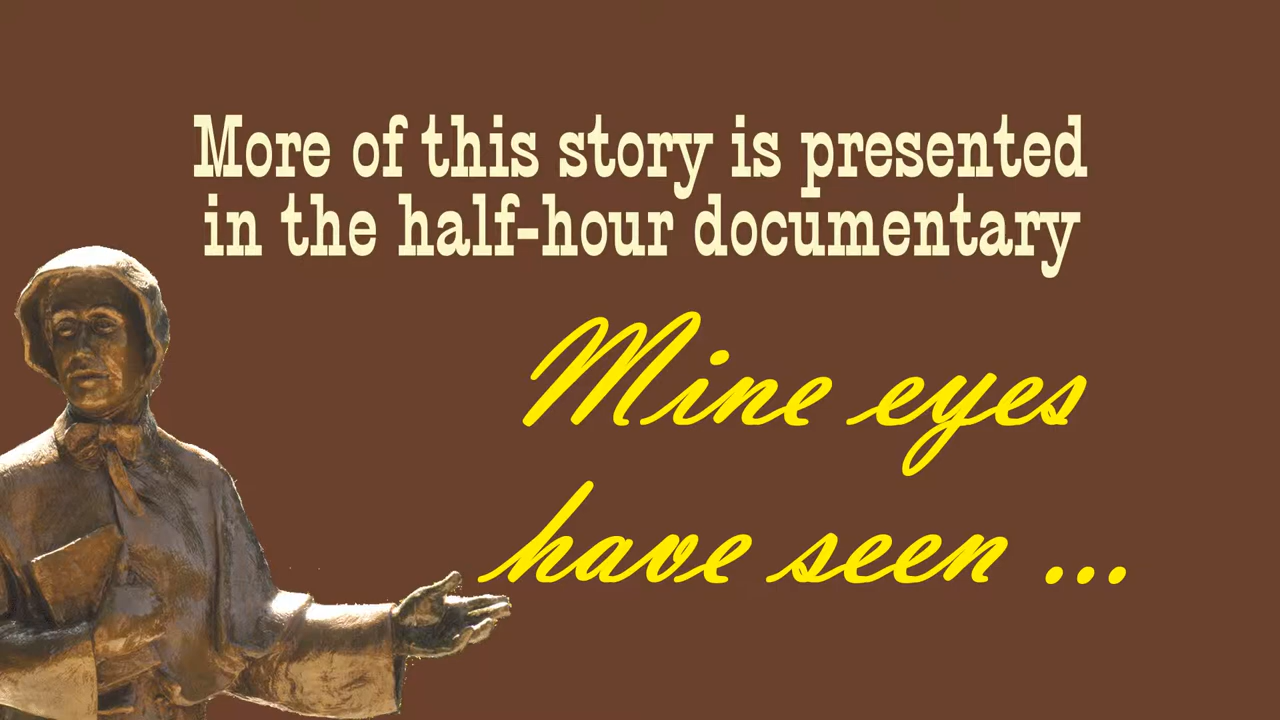 More of this story is presented
in the half-hour documentary
Mine eyes
have seen ...